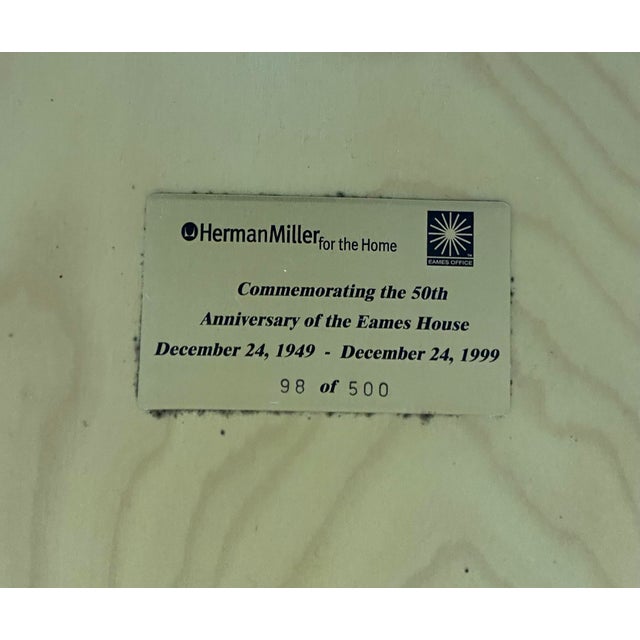 HermanMiller for the Home
EAMES OFFICE
Commemorating the 50th
Anniversary of the Eames House
December 24, 1949 - December 24, 1999
98 of 500